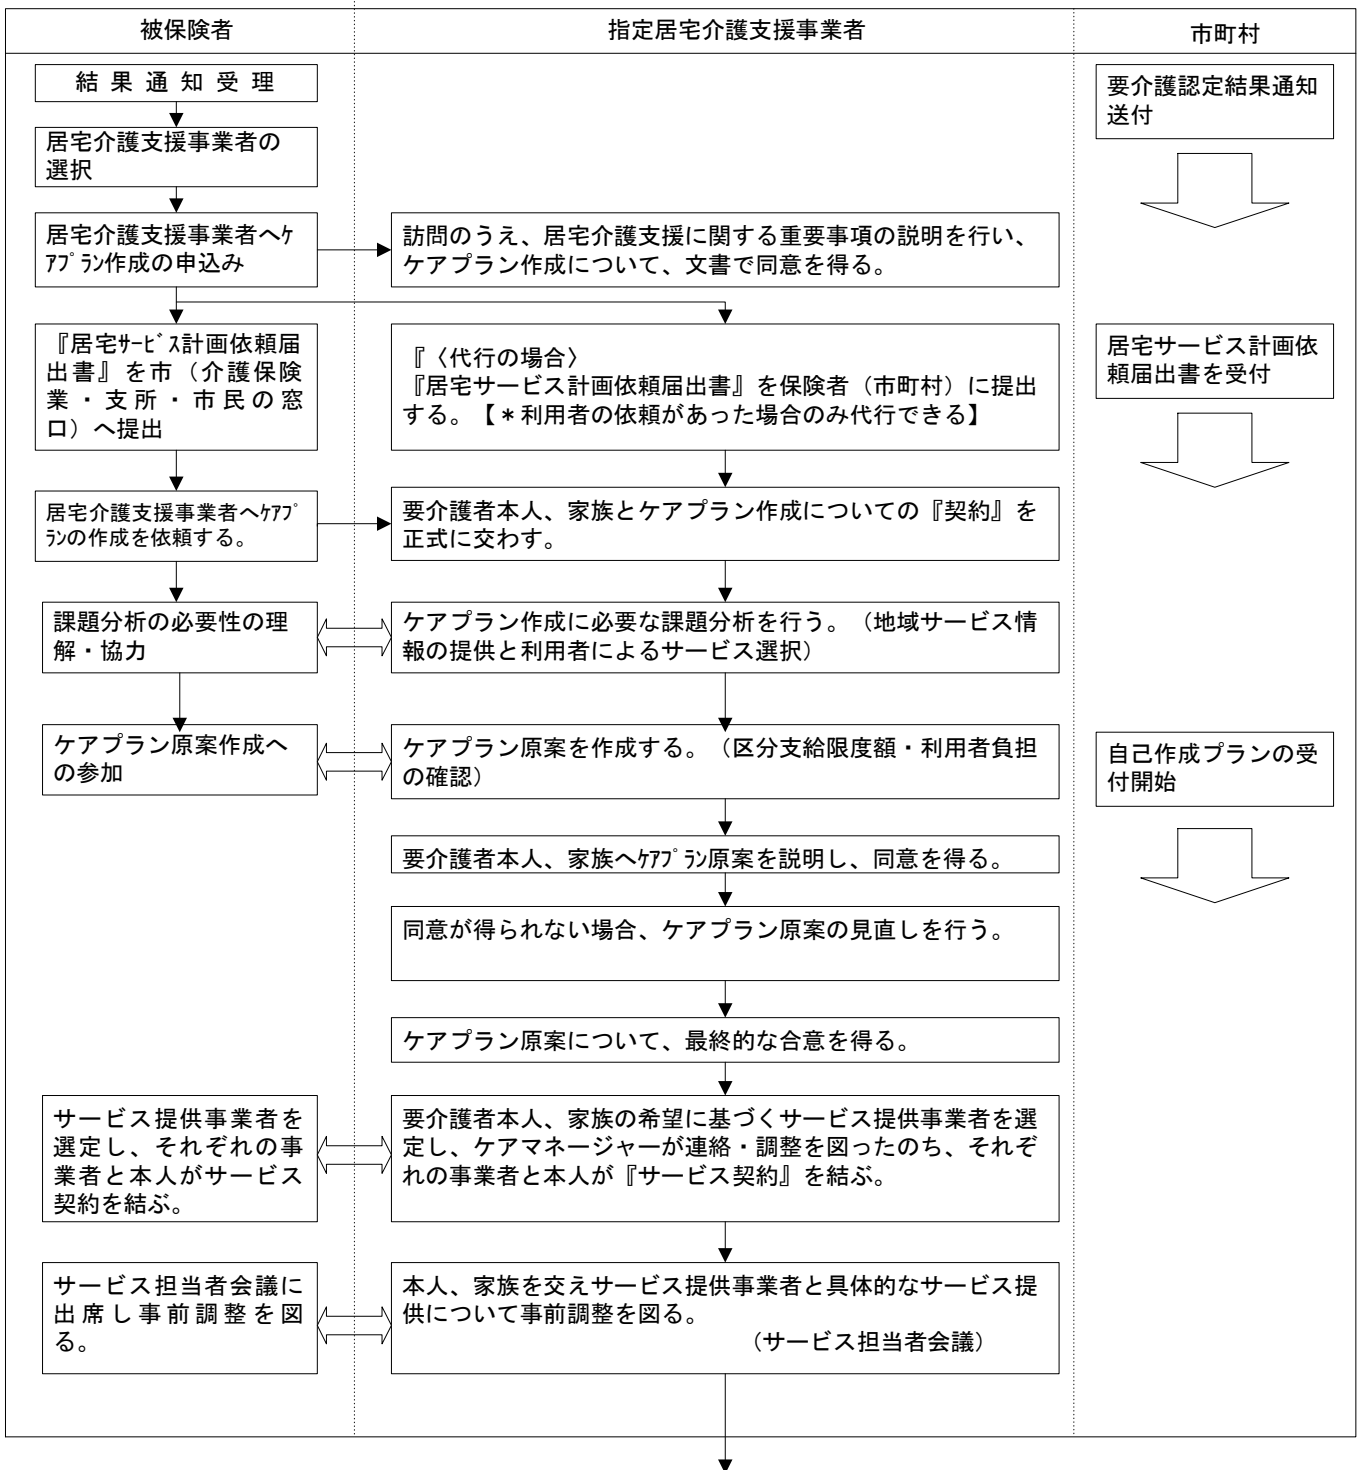 被保険者
指定居宅介護支援事業者
市町村
結果通知受理
要介護認定結果通知
送付
居宅介護支援事業者の
選択
居宅介護支援事業者へｹ
ｱﾌﾟﾗﾝ作成の申込み
訪問のうえ、居宅介護支援に関する重要事項の説明を行い、
ケアプラン作成について、文書で同意を得る。
『居宅ｻｰﾋﾞｽ計画依頼届
出書』を市（介護保険
業・支所・市民の窓
口）へ提出
『〈代行の場合〉
『居宅サービス計画依頼届出書』を保険者（市町村）に提出
する。【＊利用者の依頼があった場合のみ代行できる】
居宅サービス計画依
頼届出書を受付
居宅介護支援事業者へｹｱﾌﾟ
ﾗﾝの作成を依頼する。
要介護者本人、家族とケアプラン作成についての『契約』を
正式に交わす。
課題分析の必要性の理
解・協力
ケアプラン作成に必要な課題分析を行う。（地域サービス情
報の提供と利用者によるサービス選択）
ケアプラン原案作成へ
の参加
ケアプラン原案を作成する。（区分支給限度額・利用者負担
の確認）
自己作成プランの受
付開始
要介護者本人、家族へｹｱﾌﾟﾗﾝ原案を説明し、同意を得る。
同意が得られない場合、ケアプラン原案の見直しを行う。
ケアプラン原案について、最終的な合意を得る。
サービス提供事業者を
選定し、それぞれの事
業者と本人がサービス
契約を結ぶ。
要介護者本人、家族の希望に基づくサービス提供事業者を選
定し、ケアマネージャーが連絡・調整を図ったのち、それぞ
れの事業者と本人が『サービス契約』を結ぶ。
サービス担当者会議に
出席し事前調整を図
る。
本人、家族を交えサービス提供事業者と具体的なサービス提
供について事前調整を図る。
（サービス担当者会議）